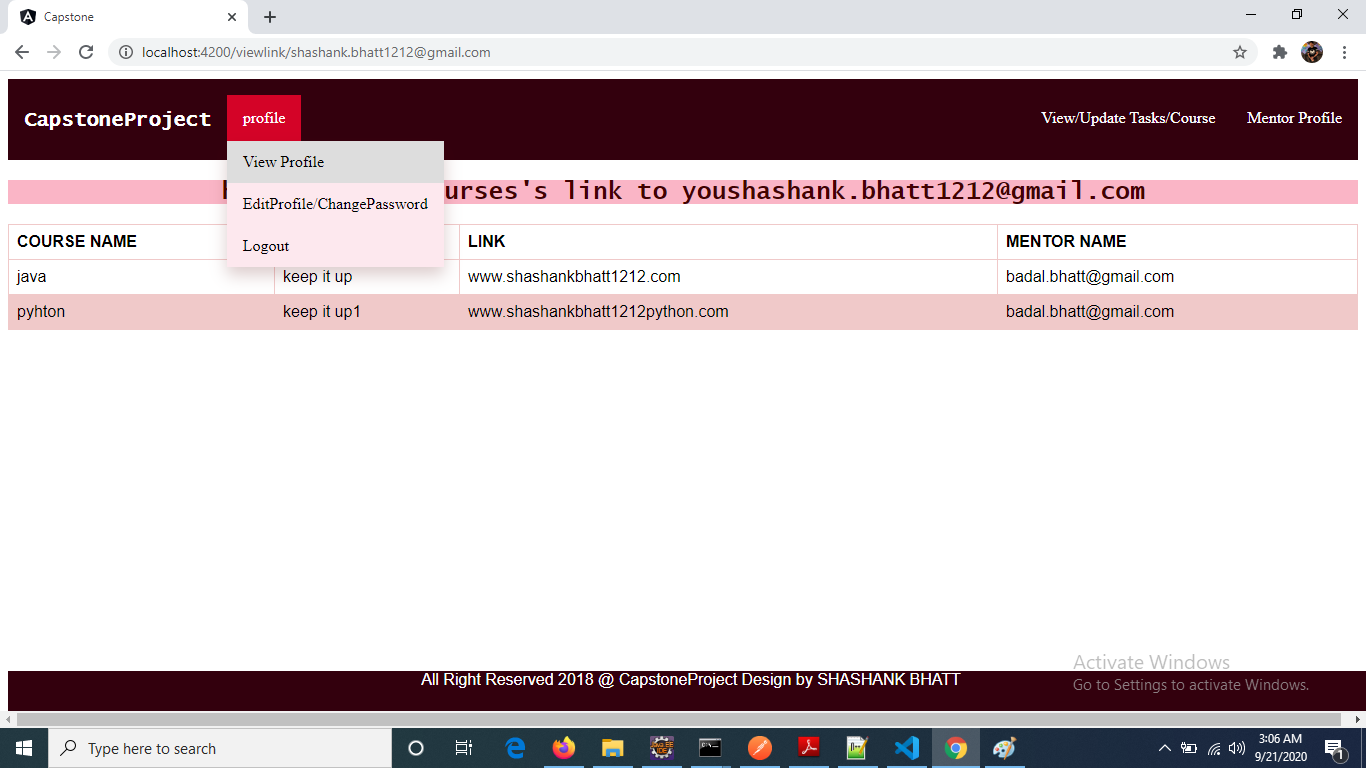 Capstone
localhost:4200/viewlink/shashank.bhatt1212@gmail.com
CapstoneProject profile View/Update Tasks/Course Mentor Profile
View Profile
link to youshashank.bhatt1212@gmail.com
EditProfile/ChangePassword
Logout
COURSE NAME LINK MENTOR NAME
java keep it up www.shashankbhatt1212.com badal.bhatt@gmail.com
pyhton keep it up1 www.shashankbhatt1212python.com badal.bhatt@gmail.com
Activate Windows
Go to Settings to activate Windows.
All Right Reserved 2018 @ CapstoneProject Design by SHASHANK BHATT
Type here to search
3:06 AM
9/21/2020
1